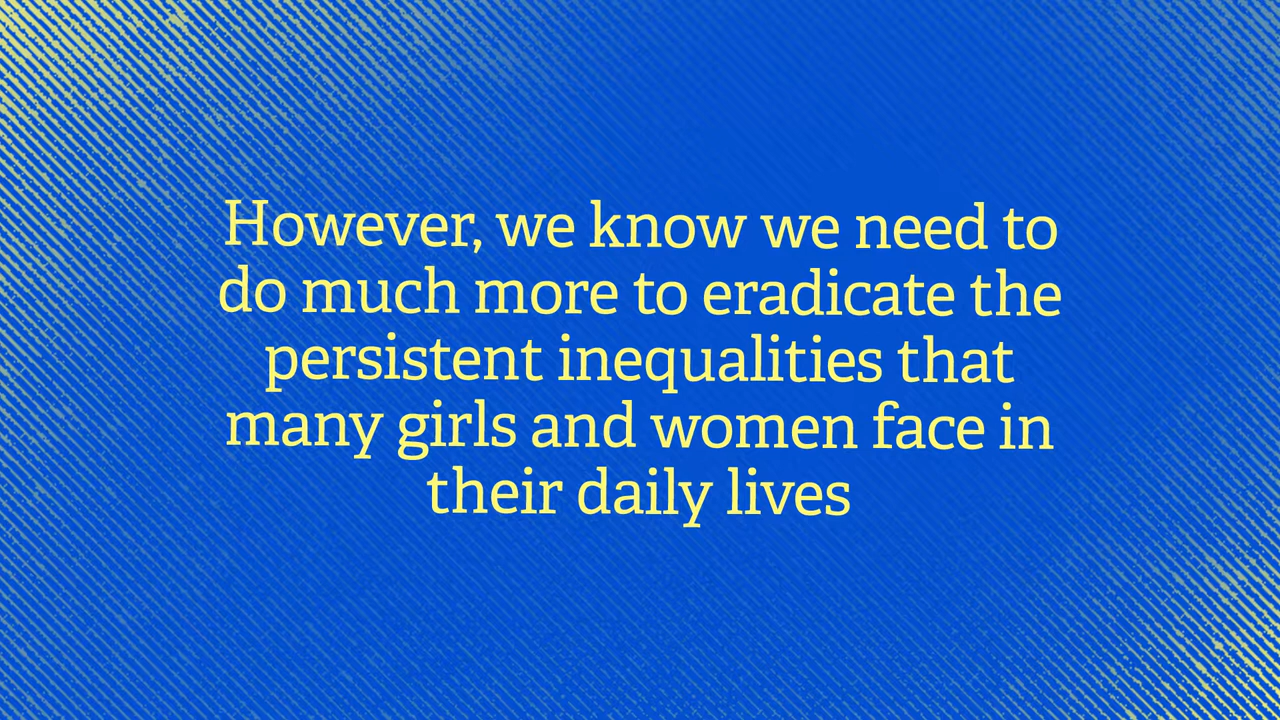 However, we know we need to
do much more to eradicate the
persistent inequalities that
many girls and women face in
their daily lives